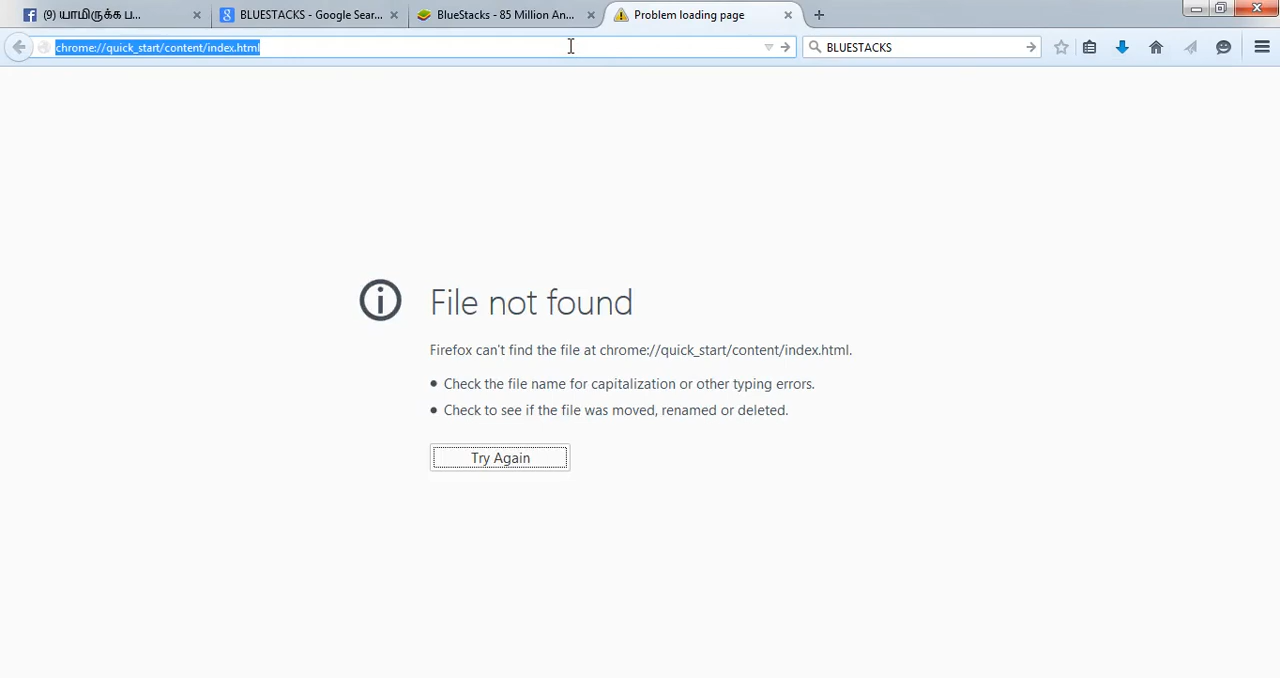 (9) யாமிருக்க ப...
BLUESTACKS - Google Sear...
BlueStacks - 85 Million An...
Problem loading page
chrome://quick_start/content/index.html
BLUESTACKS
File not found
Firefox can't find the file at chrome://quick_start/content/index.html.
Check the file name for capitalization or other typing errors.
Check to see if the file was moved, renamed or deleted.
Try Again